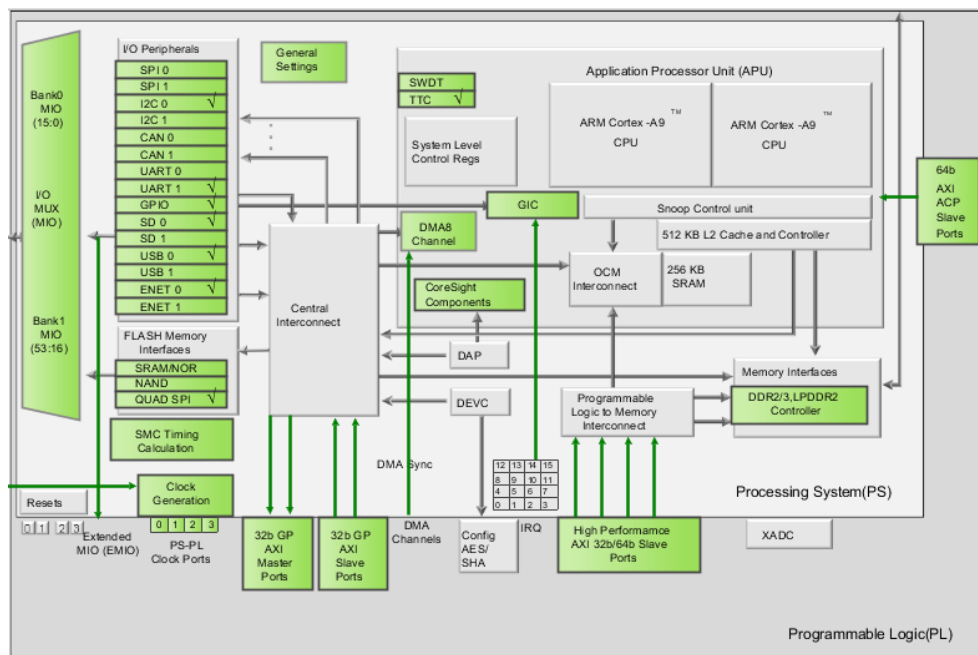 I/O Peripherals
SPI 0
SPI 1
I2C 0 √
I2C 1
CAN 0
CAN 1
UART 0
UART 1 √
GPIO √
SD 0 √
SD 1
USB 0 √
USB 1
ENET 0 √
ENET 1
Bank0
MIO
(15:0)
I/O
MUX
(MIO)
Bank1
MIO
(53:16)
FLASH Memory
Interfaces
SRAM/NOR
NAND
QUAD SPI √
SMC Timing
Calculation
General
Settings
Application Processor Unit (APU)
SWDT
TTC √
System Level
Control Regs
ARM Cortex -A9 ™
CPU
ARM Cortex -A9 ™
CPU
GIC
Snoop Control unit
DMA8
Channel
512 KB L2 Cache and Controller
OCM
Interconnect
256 KB
SRAM
CoreSight
Components
Central
Interconnect
DAP
DEVC
Programmable
Logic to Memory
Interconnect
Memory Interfaces
DDR2/3,LPDDR2
Controller
64b
AXI
ACP
Slave
Ports
DMA Sync
12 13 14 15
8 9 10 11
4 5 6 7
0 1 2 3
Processing System(PS)
Resets
0 1 2 3
Clock
Generation
0 1 2 3
Extended
MIO (EMIO)
PS-PL
Clock Ports
32b GP
AXI
Master
Ports
32b GP
AXI
Slave
Ports
DMA
Channels
Config
AES/
SHA
IRQ
High Performamce
AXI 32b/64b Slave
Ports
XADC
Programmable Logic(PL)